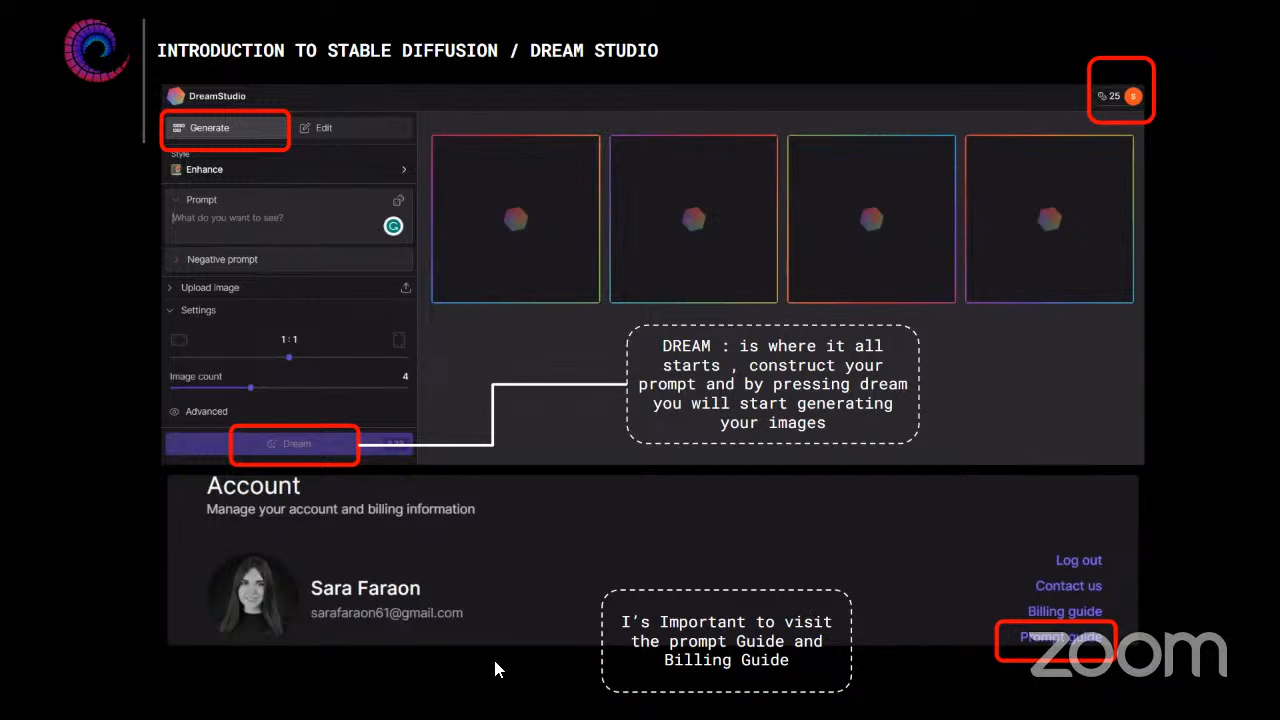 INTRODUCTION TO STABLE DIFFUSION / DREAM STUDIO
DreamStudio
25 S
Generate
Edit
Style
Enhance
Prompt
What do you want to see?
Negative prompt
Upload Image
Settings
1:1
Image count 4
Advanced
Dream
DREAM : is where it all
starts , construct your
prompt and by pressing dream
you will start generating
your images
Account
Manage your account and billing information
Sara Faraon
sarafaraon61@gmail.com
Log out
Contact us
Billing guide
Prompt guide
I's Important to visit
the prompt Guide and
Billing Guide
zoom